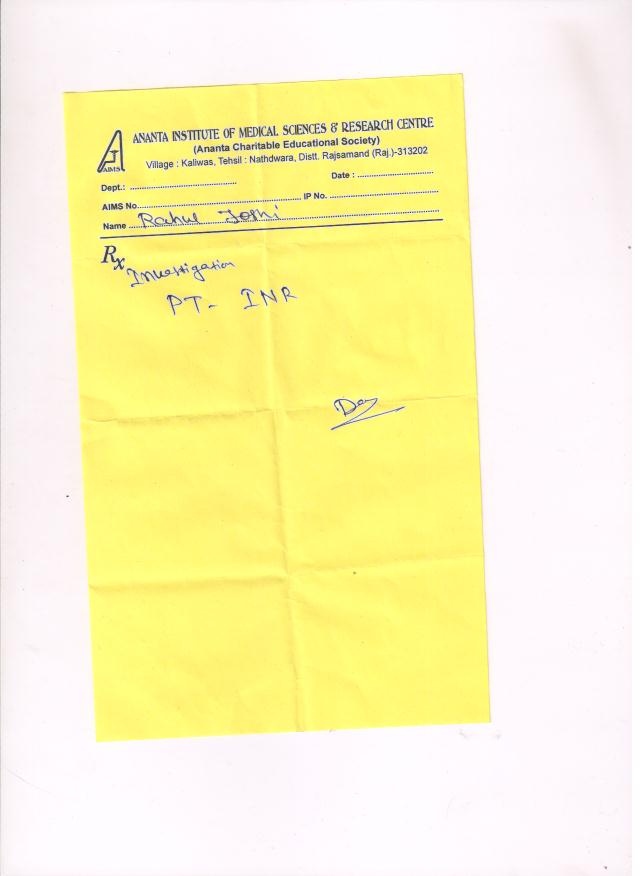 ANANTA INSTITUTE OF MEDICAL SCIENCES & RESEARCH CENTRE
(Ananta Charitable Educational Society)
Village : Kaliwas, Tehsil : Nathdwara, Distt. Rajsamand (Raj.)-313202
AIMS
Dept.: ........................................ Date : ............................
AIMS No............................................................ IP No. ........................................
Name Rahul Joshi
Rx
Investigation
PT- INR